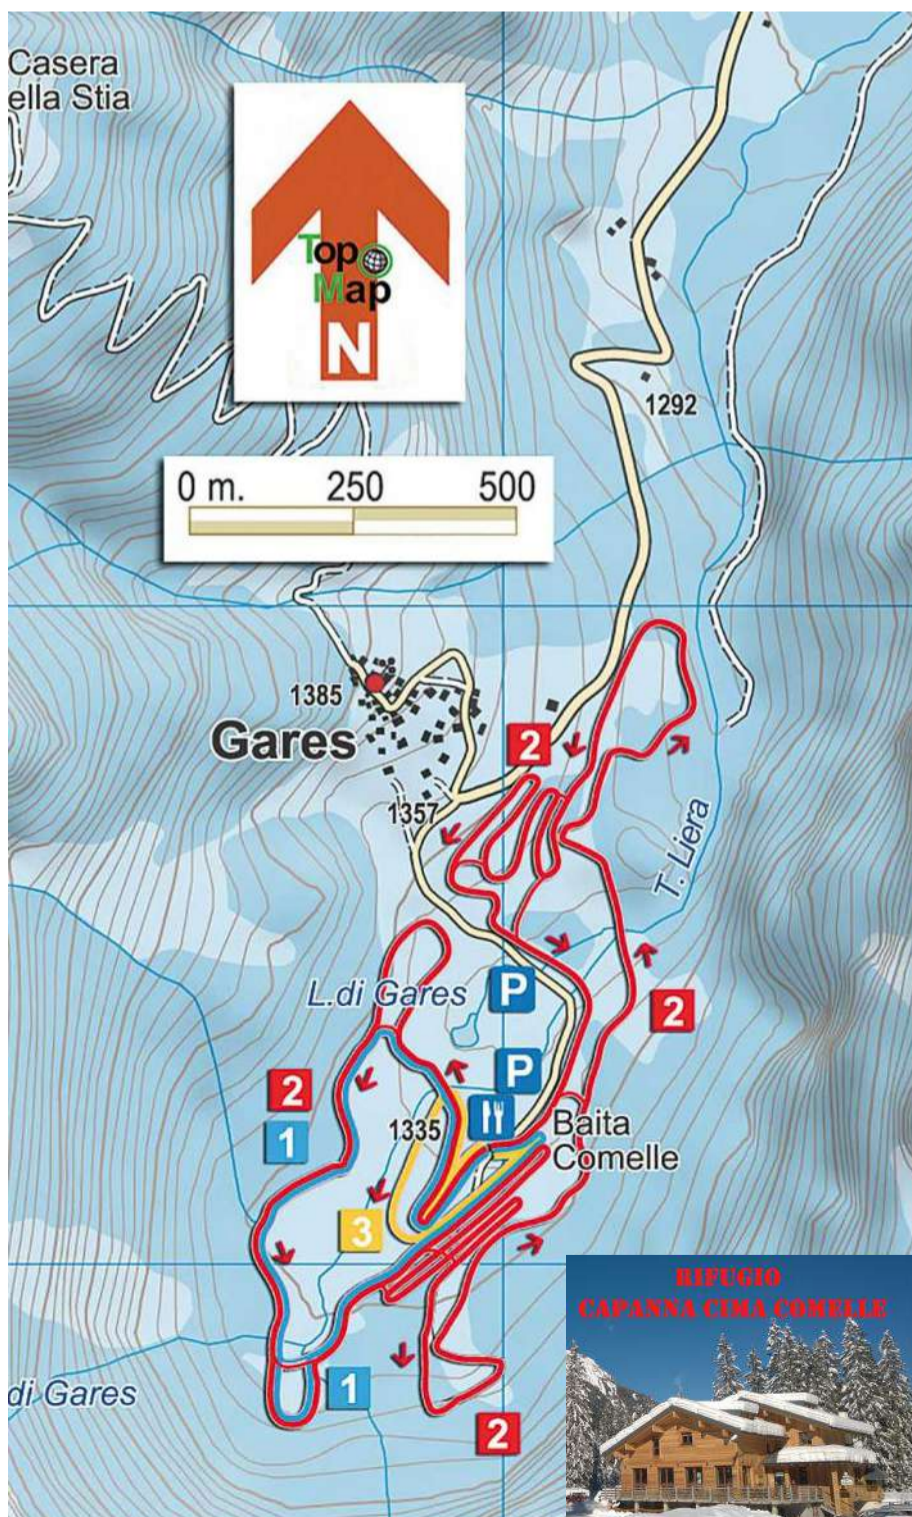 Casera
ella Stia
Topo
Map
N
1292
0 m. 250 500
1385
Gares
2
1357
T. Liera
L.di Gares
P
2
P
2
1
1335
Baita
Comelle
3
RIFUGIO
CAPANNA CIMA COMELLE
di Gares
1
2